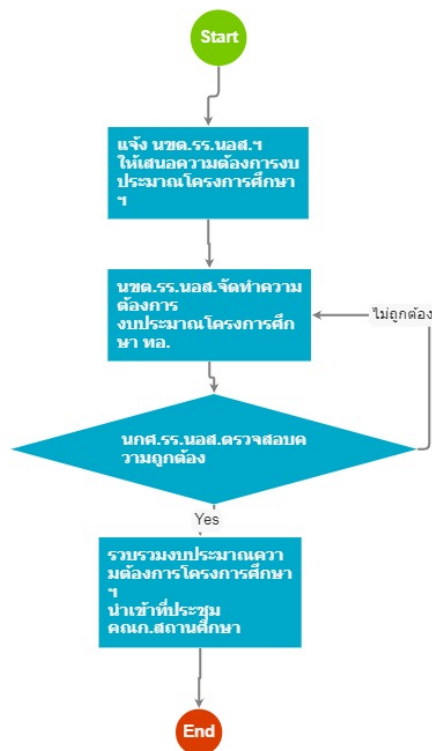 Start
แจ้ง นขต.รร.นอส.ฯ
ให้เสนอความต้องการงบ
ประมาณโครงการศึกษา
ฯ
นขต.รร.นอส.จัดทำความ
ต้องการ
งบประมาณโครงการศึก
ษา ทอ.
ไม่ถูกต้อง
นกศ.รร.นอส.ตรวจสอบค
วามถูกต้อง
Yes
รวบรวมงบประมาณควา
มต้องการโครงการศึกษา
ฯ
นำเข้าที่ประชุม
คณก.สถานศึกษา
End